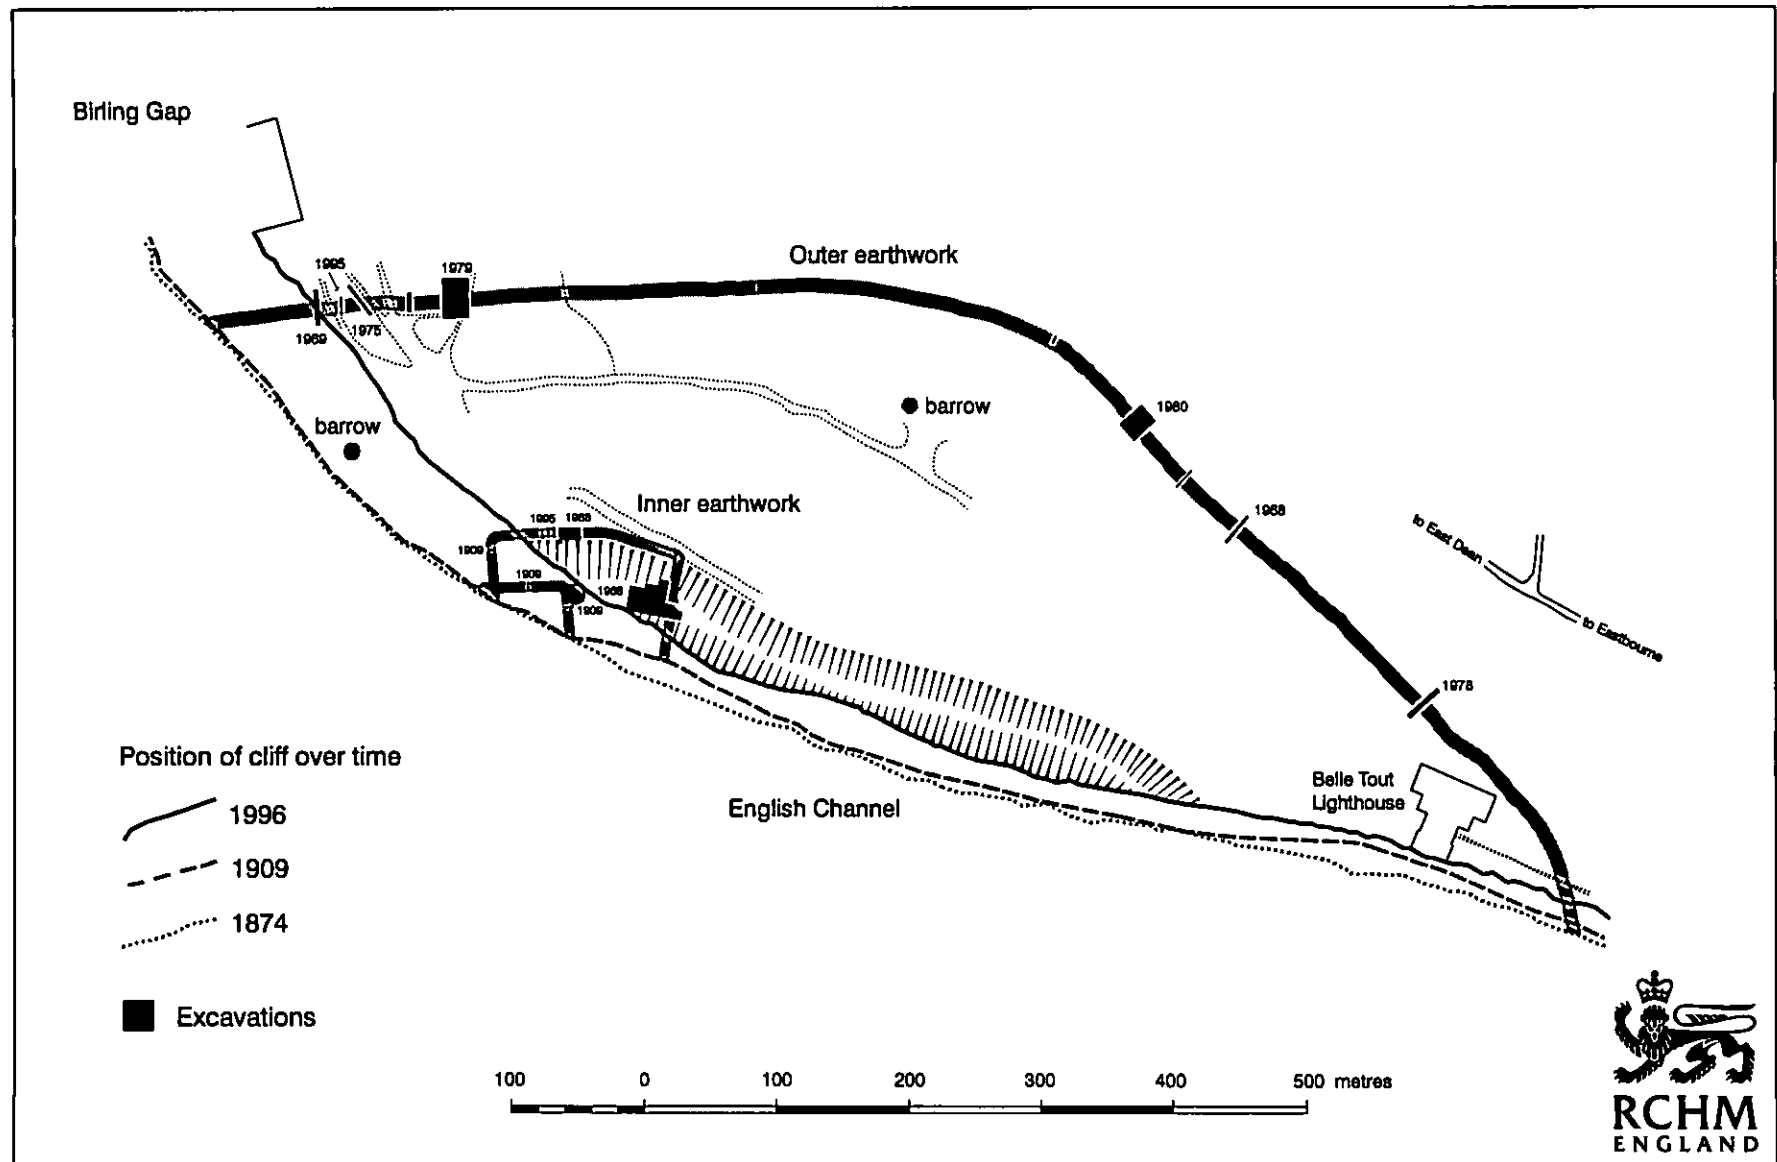 Birling Gap
Outer earthwork
1995
1979
1969
1975
barrow
barrow
1980
Inner earthwork
1995
1968
1968
1909
1909
1968
1909
to East Dean
to Eastbourne
1978
Position of cliff over time
1996
1909
1874
English Channel
Belle Tout
Lighthouse
Excavations
100 0 100 200 300 400 500 metres
RCHM
ENGLAND